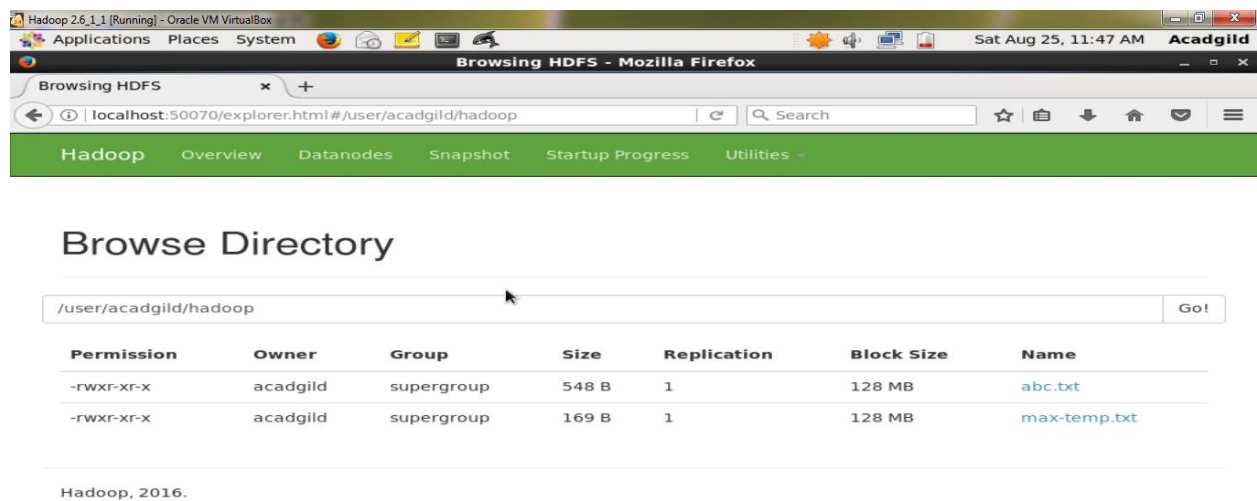 Hadoop 2.6_1_1 [Running] - Oracle VM VirtualBox
Applications Places System Sat Aug 25, 11:47 AM Acadgild
Browsing HDFS - Mozilla Firefox
Browsing HDFS
localhost:50070/explorer.html#/user/acadgild/hadoop Search
Hadoop Overview Datanodes Snapshot Startup Progress Utilities
Browse Directory
/user/acadgild/hadoop Go!
Permission Owner Group Size Replication Block Size Name
-rwxr-xr-x acadgild supergroup 548 B 1 128 MB abc.txt
-rwxr-xr-x acadgild supergroup 169 B 1 128 MB max-temp.txt
Hadoop, 2016.